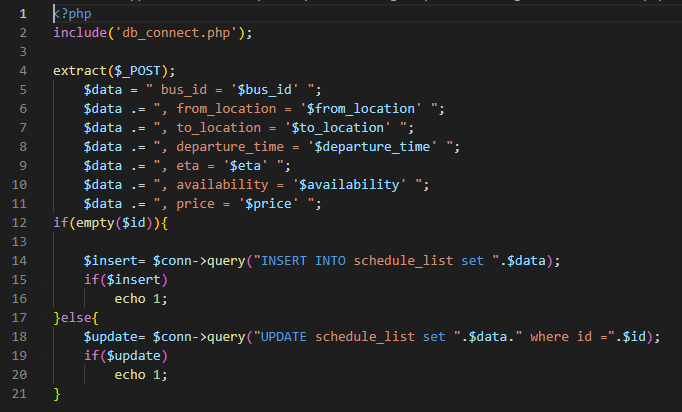 1 <?php
2 include('db_connect.php');
3
4 extract($_POST);
5     $data = " bus_id = '$bus_id' ";
6     $data .= ", from_location = '$from_location' ";
7     $data .= ", to_location = '$to_location' ";
8     $data .= ", departure_time = '$departure_time' ";
9     $data .= ", eta = '$eta' ";
10     $data .= ", availability = '$availability' ";
11     $data .= ", price = '$price' ";
12 if(empty($id)){
13
14     $insert= $conn->query("INSERT INTO schedule_list set ".$data);
15     if($insert)
16         echo 1;
17 }else{
18     $update= $conn->query("UPDATE schedule_list set ".$data." where id =".$id);
19     if($update)
20         echo 1;
21 }